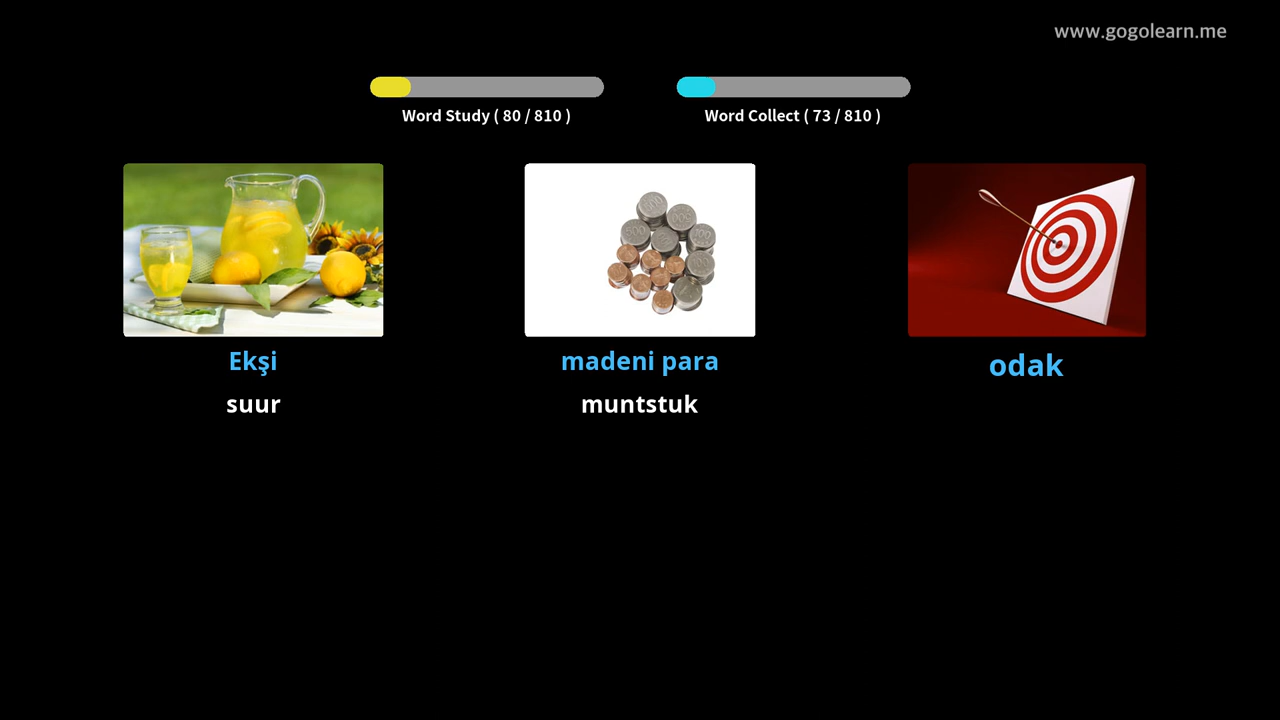 www.gogolearn.me
Word Study ( 80 / 810 )
Word Collect ( 73 / 810 )
Ekşi
suur
madeni para
muntstuk
odak